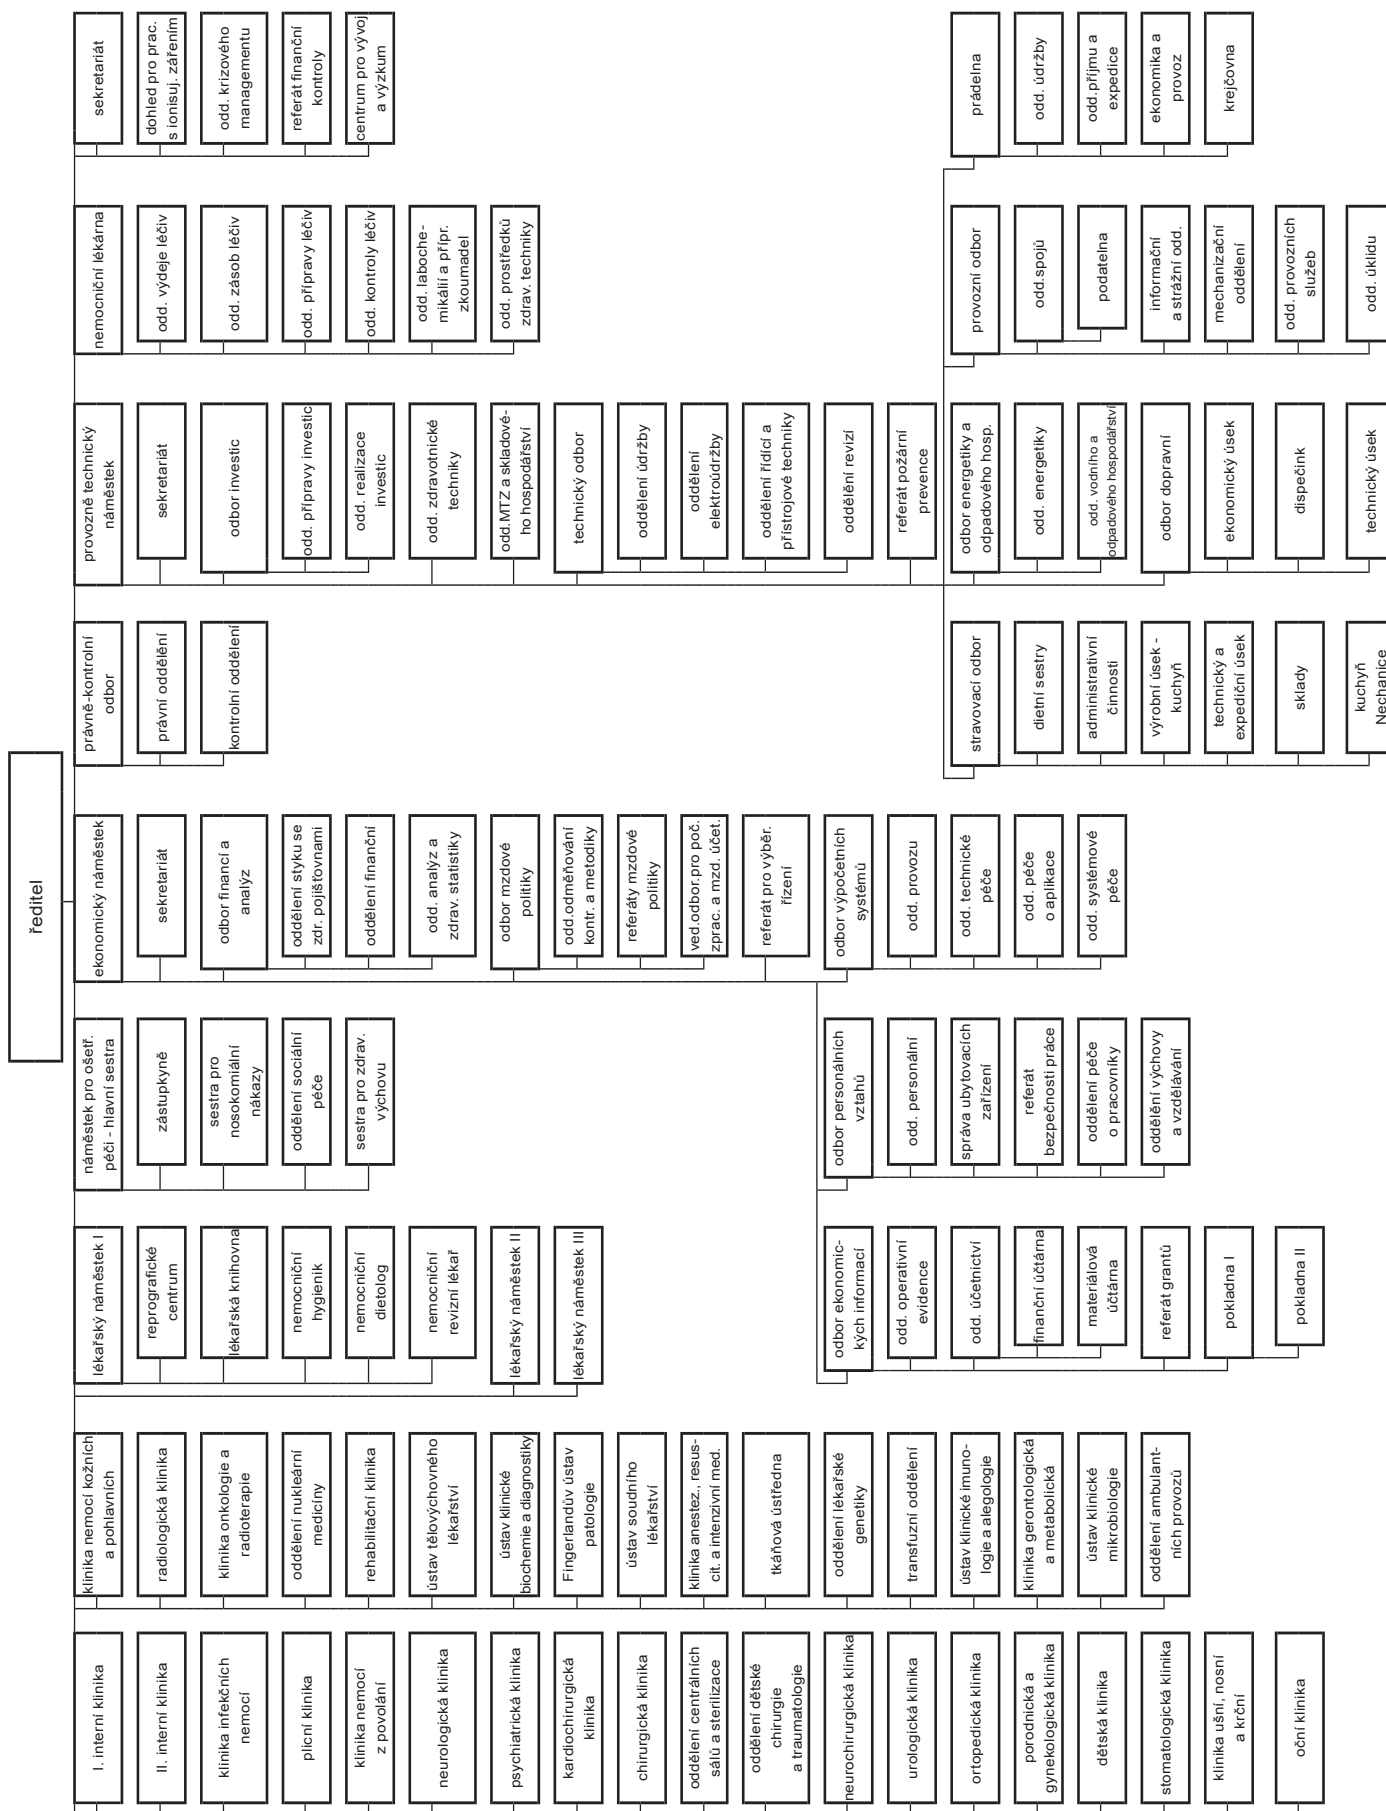 ředitel
I. interní klinika
II. interní klinika
klinika infekčních
nemocí
plicní klinika
klinika nemocí
z povolání
neurologická klinika
psychiatrická klinika
kardiochirurgická
klinika
chirurgická klinika
oddělení centrálních
sálů a sterilizace
oddělení dětské
chirurgie
a traumatologie
neurochirurgická klinika
urologická klinika
ortopedická klinika
porodnická a
gynekologická klinika
dětská klinika
stomatologická klinika
klinika ušní, nosní
a krční
oční klinika
klinika nemocí kožních
a pohlavních
radiologická klinika
klinika onkologie a
radioterapie
oddělení nukleární
medicíny
rehabilitační klinika
ústav tělovýchovného
lékařství
ústav klinické
biochemie a diagnostiky
Fingerlandúv ústav
patologie
ústav soudního
lékařství
klinika anestez., resus-
cit. a intenzívní med.
tkáňová ústředna
oddělení lékařské
genetiky
transfuzní oddělení
ústav klinické imuno-
logie a alegologie
klinika gerontologická
a metabolická
ústav klinické
mikrobiologie
oddělení ambulant-
ních provozů
lékařský náměstek I
reprografické
centrum
lékařská knihovna
nemocniční
hygienik
nemocniční
dietolog
nemocniční
revizní lékař
lékařský náměstek II
lékařský náměstek III
odbor ekonomic-
kých informací
odd. operativní
evidence
odd. účetnictví
finanční účtárna
materiálová
účtárna
referát grantů
pokladna I
pokladna II
náměstek pro ošetř.
péči - hlavní sestra
zástupkyně
sestra pro
nosokomiální
nákazy
oddělení sociální
péče
sestra pro zdrav.
výchovu
odbor personálních
vztahů
odd. personální
správa ubytovacích
zařízení
referát
bezpečnosti práce
oddělení péče
o pracovníky
oddělění výchovy
a vzdělávání
ekonomický náměstek
sekretariát
odbor financí a
analýz
oddělení styku se
zdr. pojišťovnami
oddělení finanční
odd. analýz a
zdrav. statistiky
odbor mzdové
politiky
odd.odměňování
kontr. a metodiky
referáty mzdové
politiky
ved.odbor.pro poč.
zprac. a mzd. účet.
referát pro výběr.
řízení
odbor výpočetních
systémů
odd. provozu
odd. technické
péče
odd. péče
o aplikace
odd. systémové
péče
právně-kontrolní
odbor
právní oddělění
kontrolní oddělení
stravovací odbor
dietní sestry
administrativní
činnosti
výrobní úsek -
kuchyň
technický a
expediční úsek
sklady
kuchyň
Nechanice
provozně technický
náměstek
sekretariát
odbor investic
odd. přípravy investic
odd. realizace
investic
odd. zdravotnické
techniky
odd.MTZ a skladové-
ho hospodářství
technický odbor
oddělení údržby
oddělení
elektroúdržby
oddělení řídící a
přístrojové techniky
oddělění revizí
referát požární
prevence
odbor energetiky a
odpadového hosp.
odd. energetiky
odd. vodního a
odpadového hospodářství
odbor dopravní
ekonomický úsek
dispečink
technický úsek
nemocniční lékárna
odd. výdeje léčiv
odd. zásob léčiv
odd. přípravy léčiv
odd. kontroly léčiv
odd. laboche-
mikálií a přípr.
zkoumadel
odd. prostředků
zdrav. techniky
provozní odbor
odd.spojů
podatelna
informační
a strážní odd.
mechanizační
oddělení
odd. provozních
služeb
odd. úklidu
sekretariát
dohled pro prac.
s ionisuj. zářením
odd. krizového
managementu
referát finanční
kontroly
centrum pro vývoj
a výzkum
prádelna
odd. údržby
odd.příjmu a
expedice
ekonomika a
provoz
krejčovna